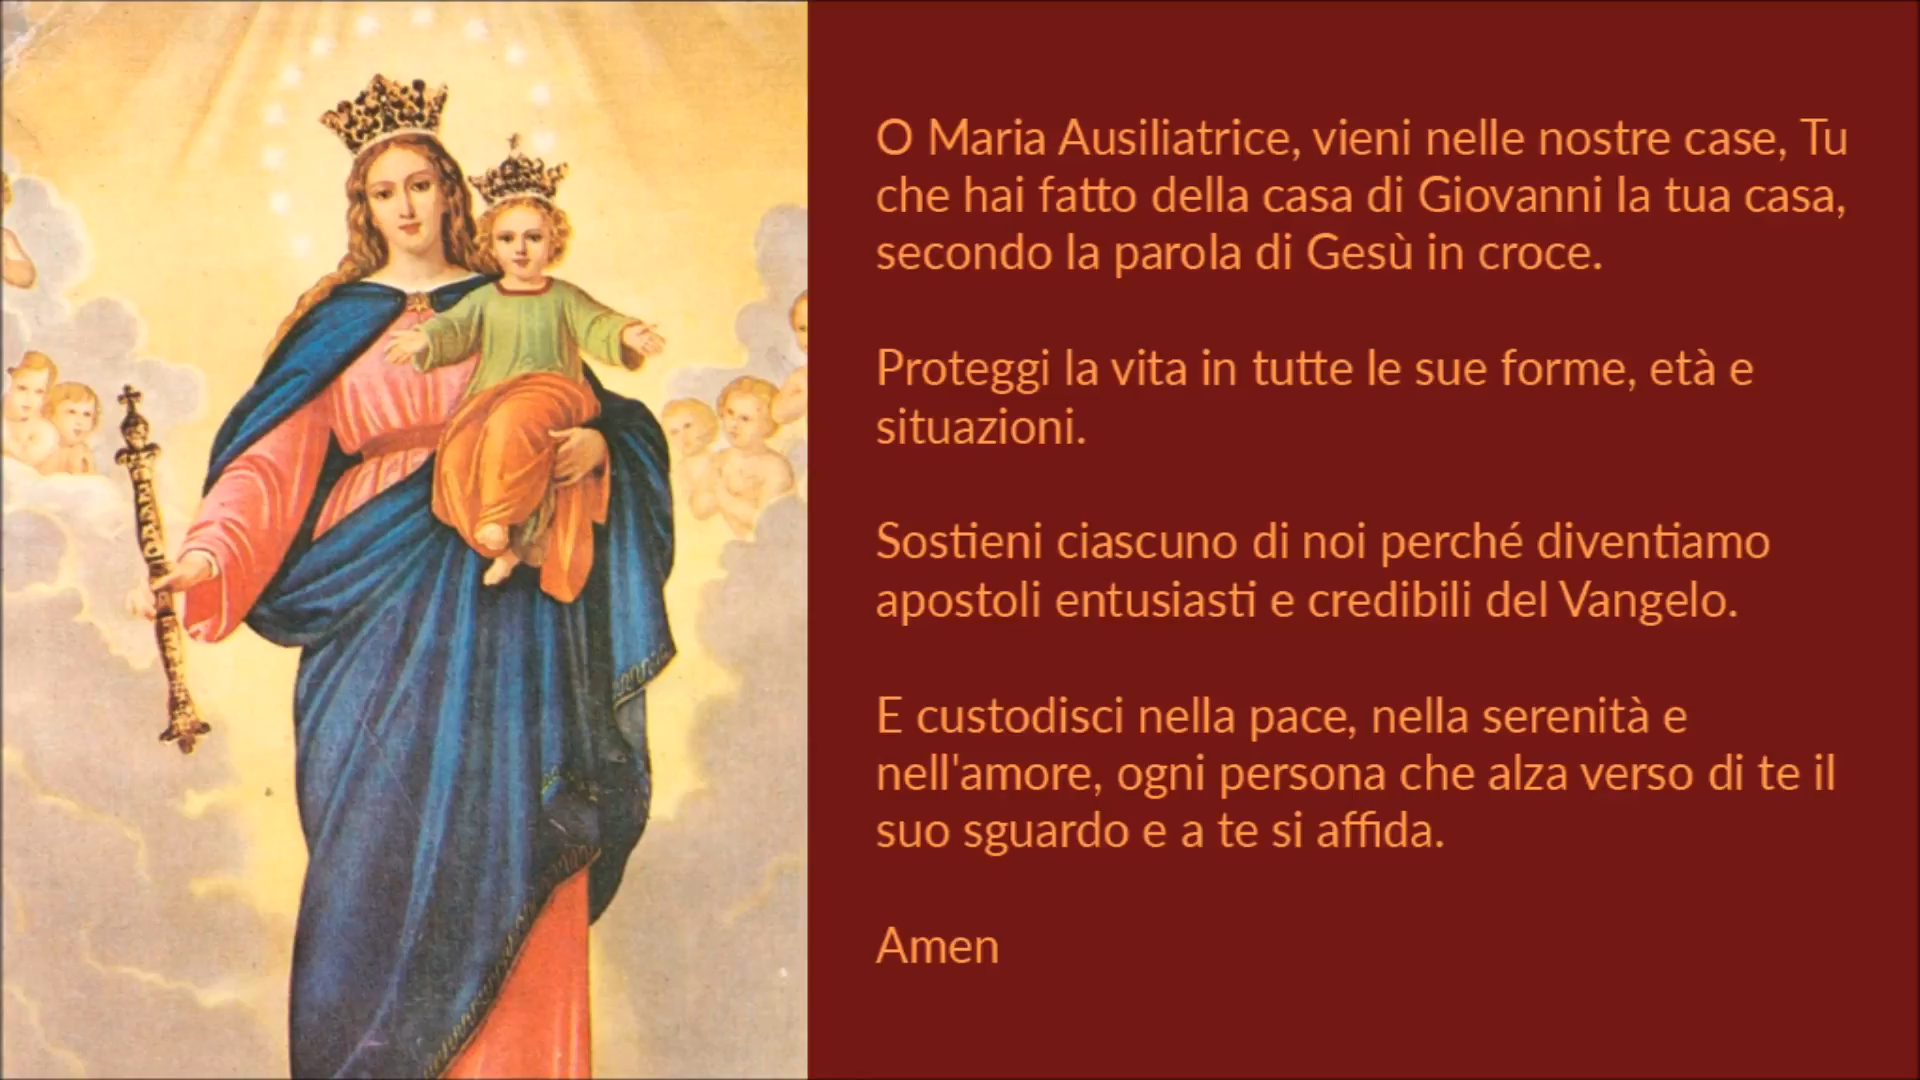 O Maria Ausiliatrice, vieni nelle nostre case, Tu
che hai fatto della casa di Giovanni la tua casa,
secondo la parola di Gesù in croce.
Proteggi la vita in tutte le sue forme, età e
situazioni.
Sostieni ciascuno di noi perché diventiamo
apostoli entusiasti e credibili del Vangelo.
E custodisci nella pace, nella serenità e
nell'amore, ogni persona che alza verso di te il
suo sguardo e a te si affida.
Amen